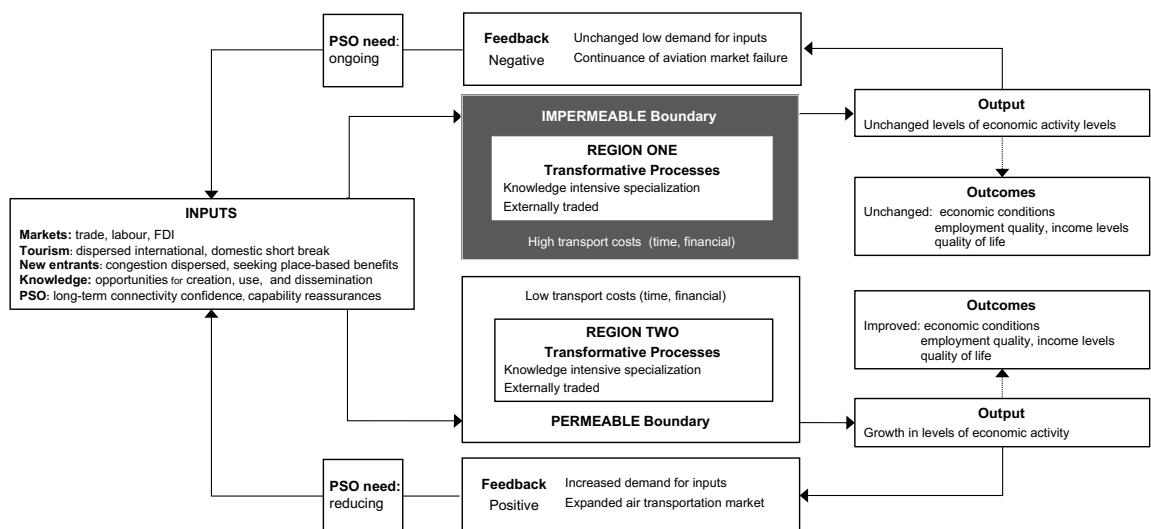 PSO need:
ongoing
Feedback
Negative
Unchanged low demand for inputs
Continuance of aviation market failure
IMPERMEABLE Boundary
REGION ONE
Transformative Processes
Knowledge intensive specialization
Externally traded
High transport costs (time, financial)
Output
Unchanged levels of economic activity levels
Outcomes
Unchanged: economic conditions
employment quality, income levels
quality of life
INPUTS
Markets: trade, labour, FDI
Tourism: dispersed international, domestic short break
New entrants: congestion dispersed, seeking place-based benefits
Knowledge: opportunities for creation, use, and dissemination
PSO: long-term connectivity confidence, capability reassurances
Low transport costs (time, financial)
REGION TWO
Transformative Processes
Knowledge intensive specialization
Externally traded
PERMEABLE Boundary
Outcomes
Improved: economic conditions
employment quality, income levels
quality of life
Output
Growth in levels of economic activity
PSO need:
reducing
Feedback
Positive
Increased demand for inputs
Expanded air transportation market